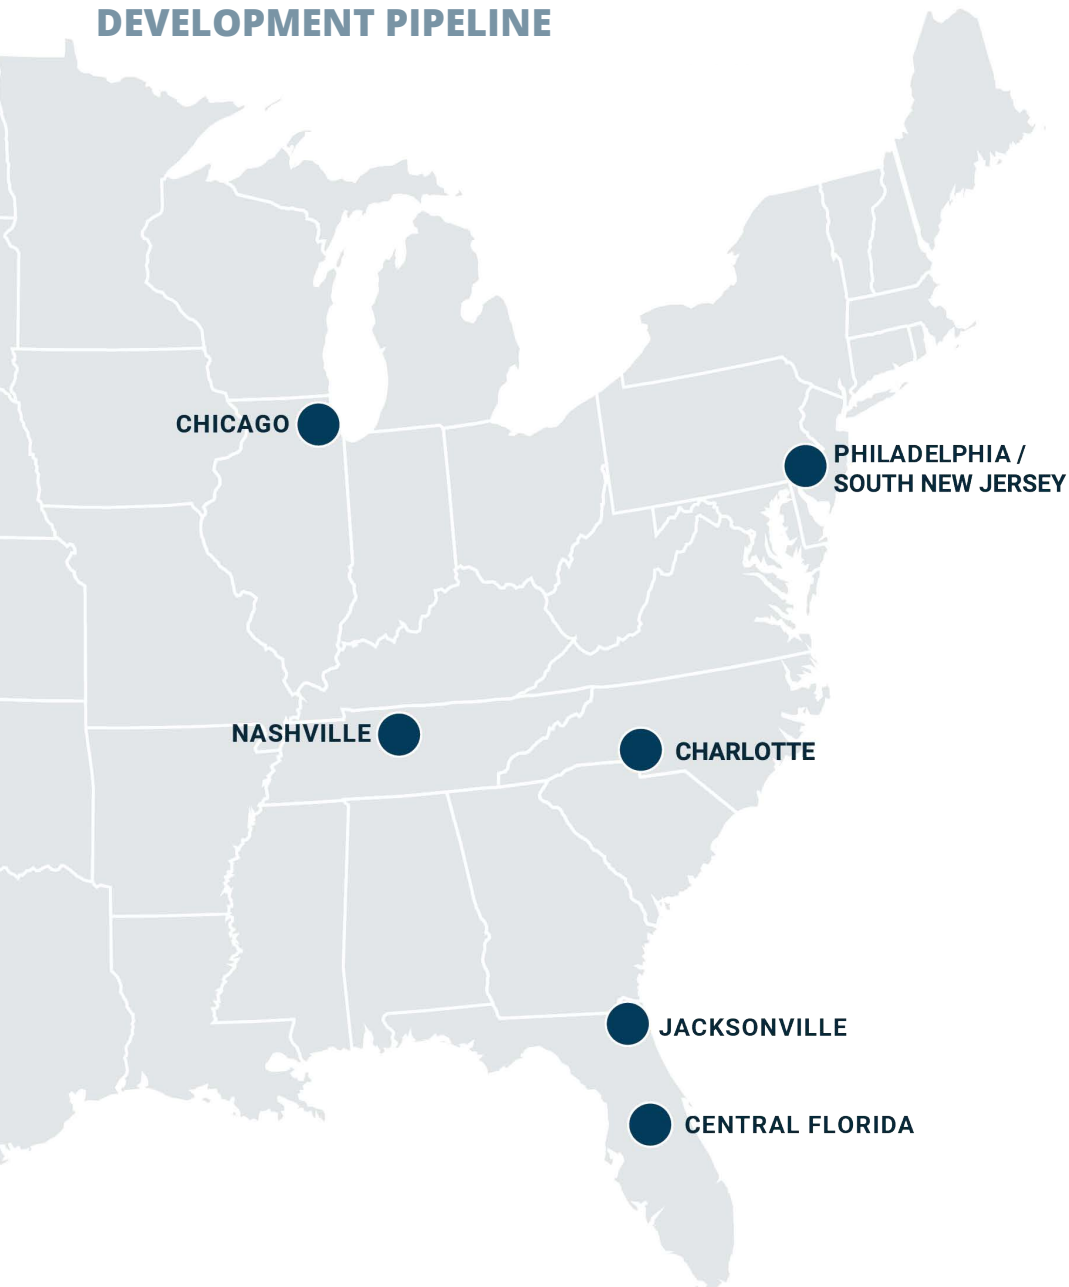 DEVELOPMENT PIPELINE
CHICAGO
PHILADELPHIA /
SOUTH NEW JERSEY
NASHVILLE
CHARLOTTE
JACKSONVILLE
CENTRAL FLORIDA